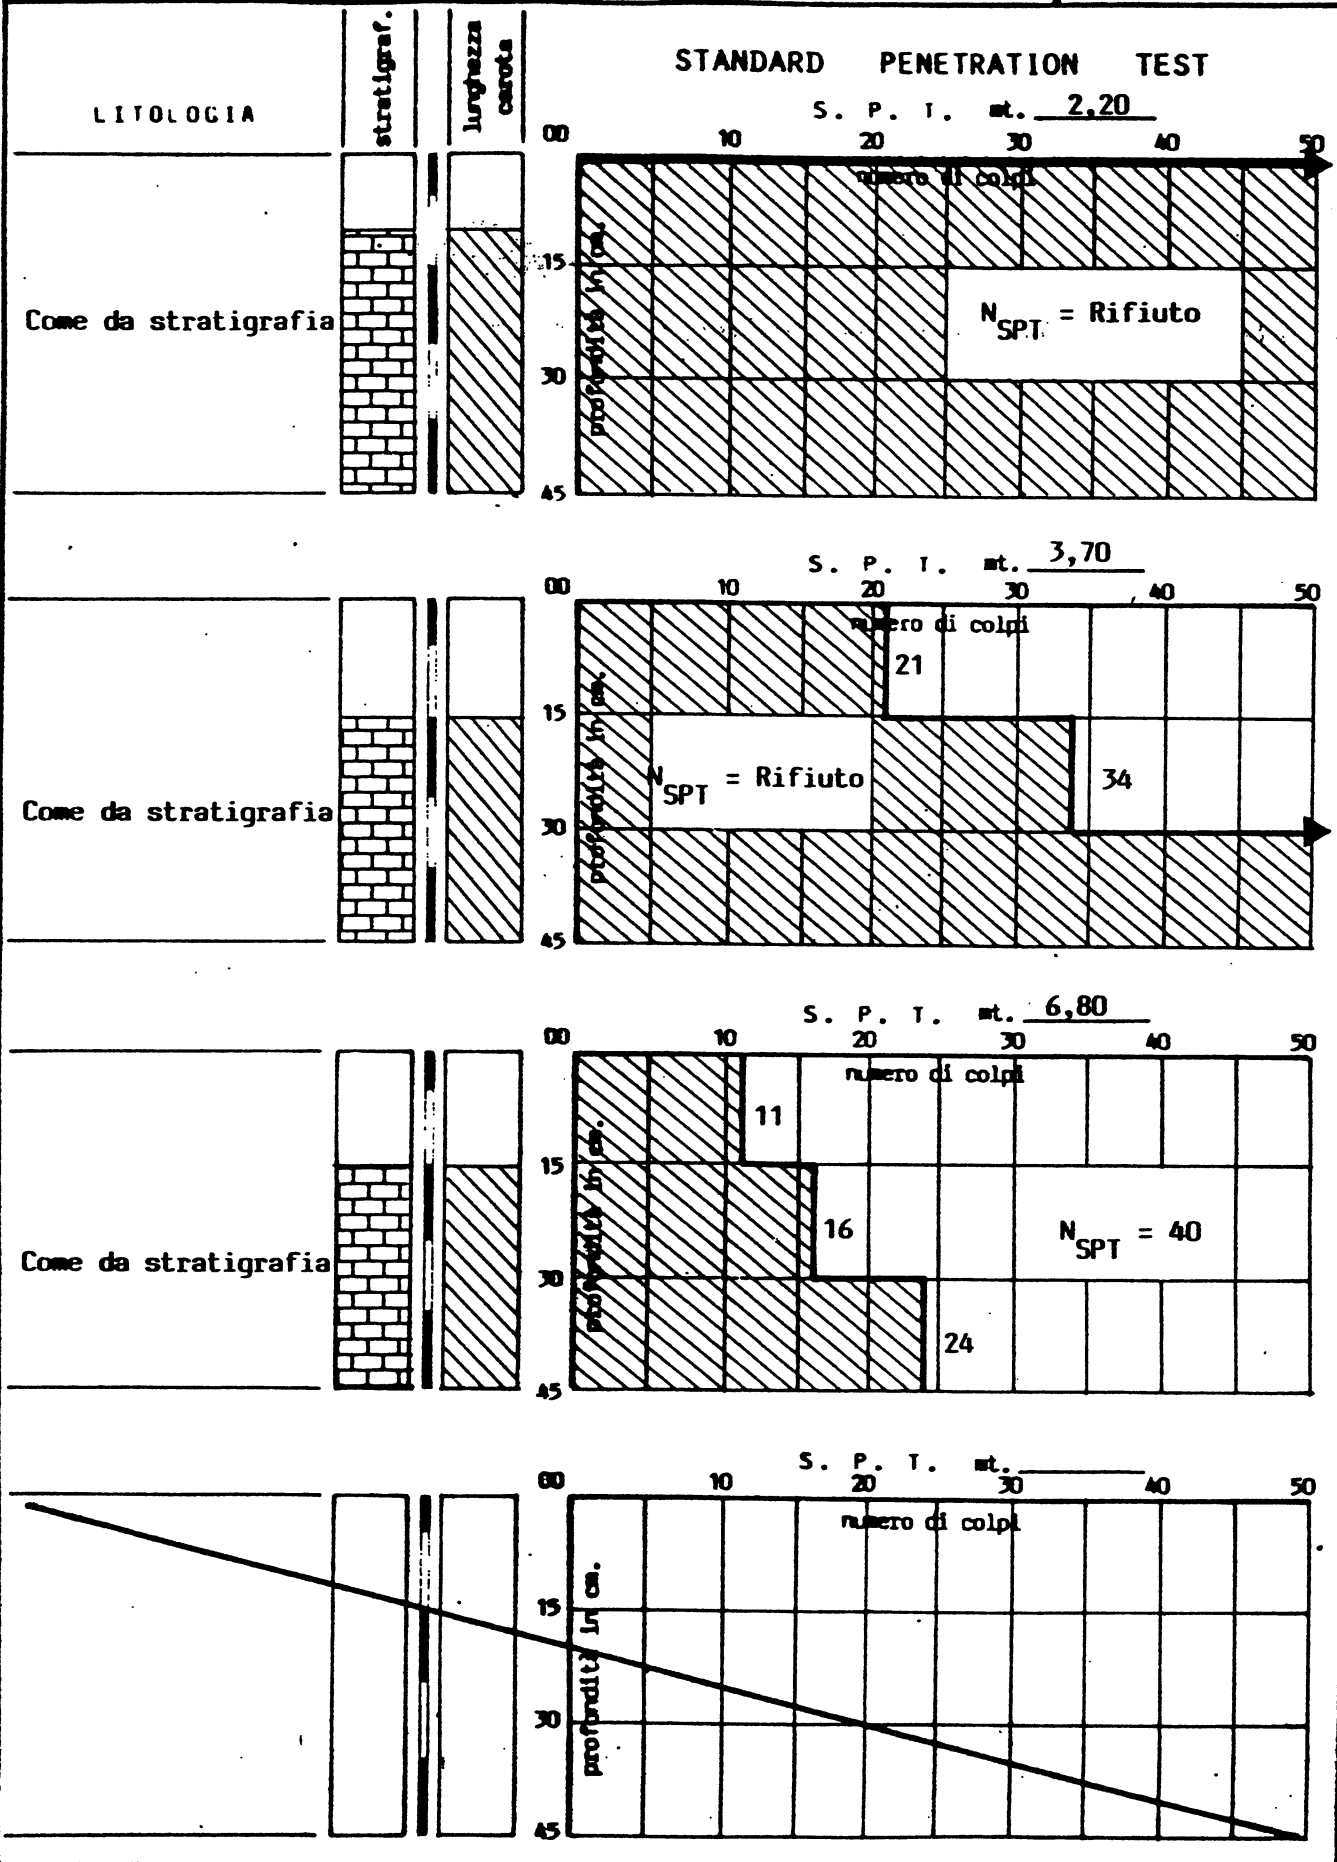 LITOLOGIA
stratigraf.
lunghezza
carota
STANDARD PENETRATION TEST
S. P. T. mt. 2,20
00 10 20 30 40 50
numero di colpi
15
30
45
profondità in cm.
Come da stratigrafia
N SPT = Rifiuto
S. P. T. mt. 3,70
00 10 20 30 40 50
numero di colpi
21
15
30
45
profondità in cm.
N SPT = Rifiuto
34
Come da stratigrafia
S. P. T. mt. 6,80
00 10 20 30 40 50
numero di colpi
11
15
30
45
profondità in cm.
16
N SPT = 40
Come da stratigrafia
24
S. P. T. mt.
00 10 20 30 40 50
numero di colpi
15
30
45
profondità in cm.